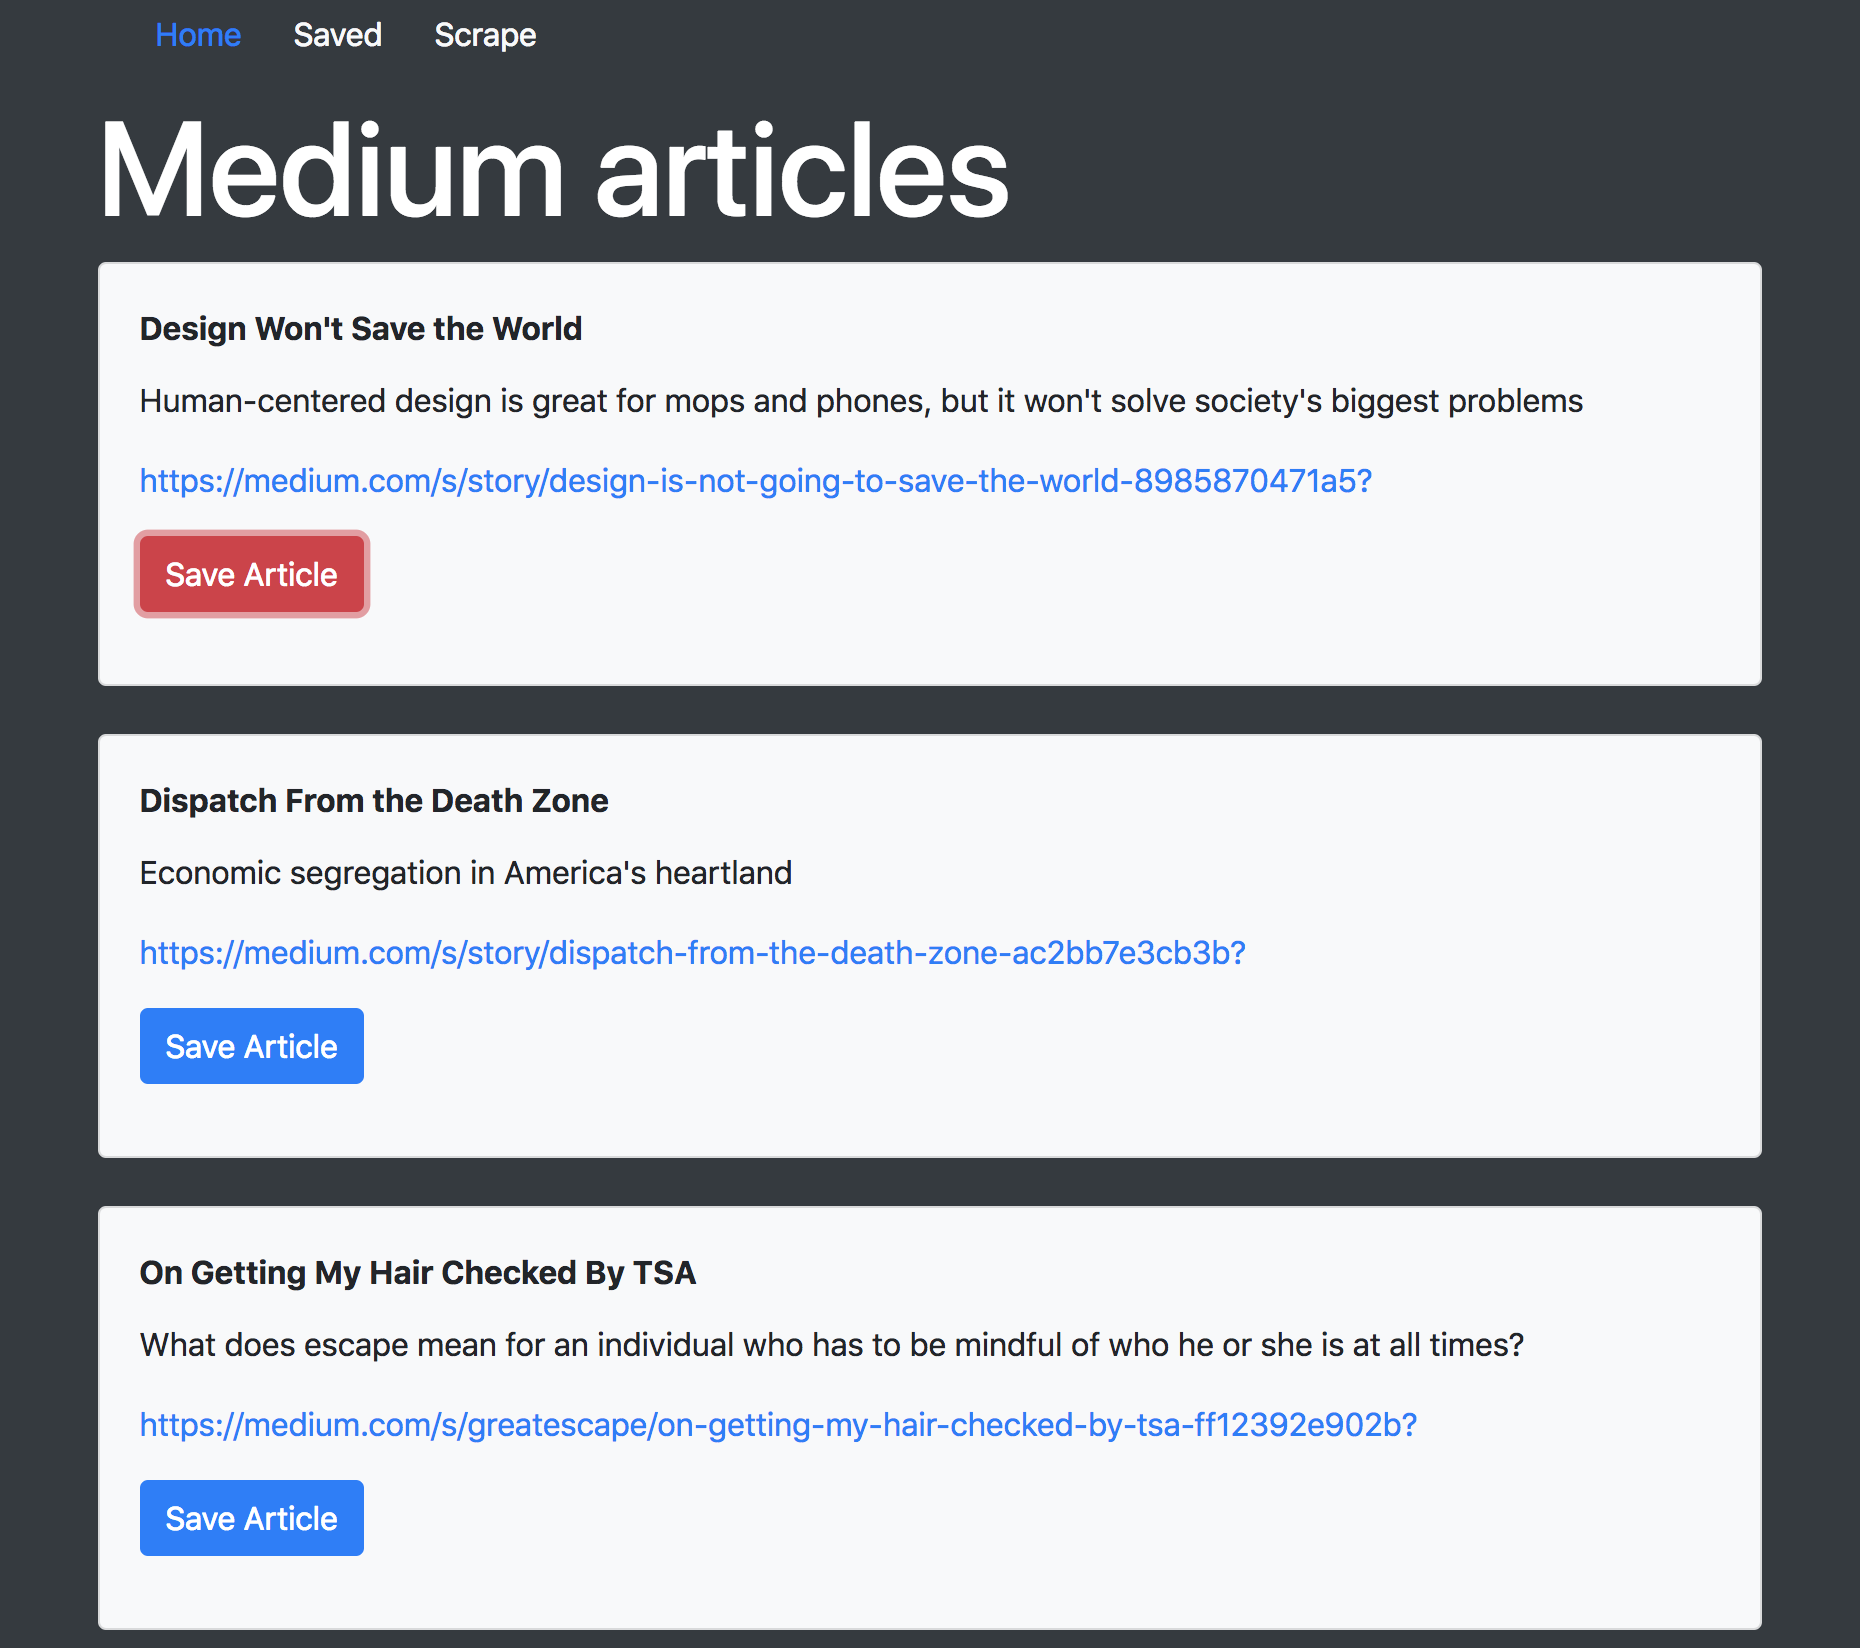 Home Saved Scrape
Medium articles
Design Won't Save the World
Human-centered design is great for mops and phones, but it won't solve society's biggest problems
https://medium.com/s/story/design-is-not-going-to-save-the-world-8985870471a5?
Save Article
Dispatch From the Death Zone
Economic segregation in America's heartland
https://medium.com/s/story/dispatch-from-the-death-zone-ac2bb7e3cb3b?
Save Article
On Getting My Hair Checked By TSA
What does escape mean for an individual who has to be mindful of who he or she is at all times?
https://medium.com/s/greatescape/on-getting-my-hair-checked-by-tsa-ff12392e902b?
Save Article